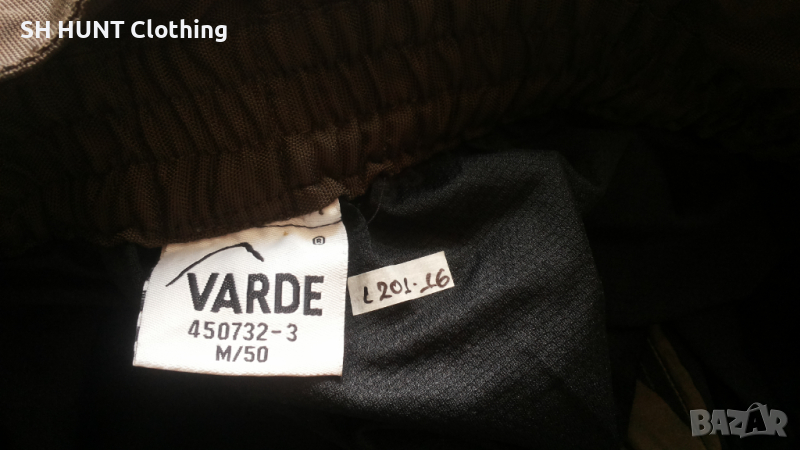 SH HUNT Clothing
®
VARDE
450732-3
M/50
L201-16
BAZAR